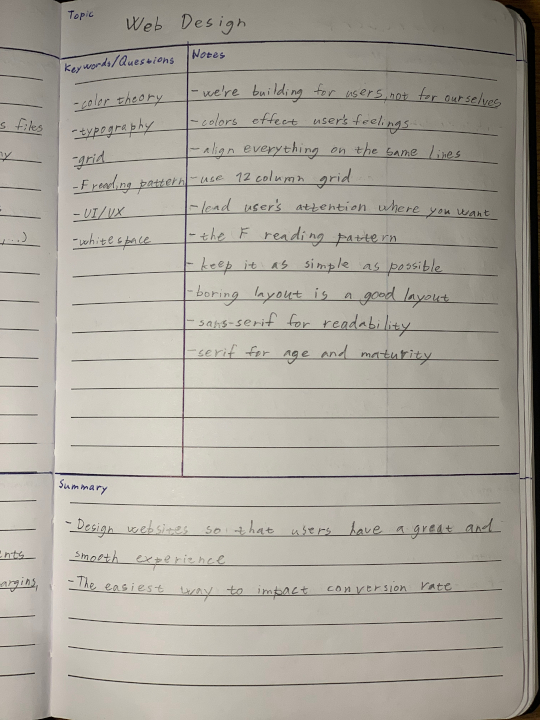 Topic
Web Design
Keywords/Questions
- color theory
- typography
- grid
- F reading pattern
- UI/UX
- whitespace
Notes
- we're building for users, not for ourselves
- colors effect user's feelings
- align everything on the same lines
- use 12 column grid
- lead user's attention where you want
- the F reading pattern
- keep it as simple as possible
- boring layout is a good layout
- sans-serif for readability
- serif for age and maturity
Summary
- Design websites so that users have a great and
smooth experience
- The easiest way to impact conversion rate
s files
,...)